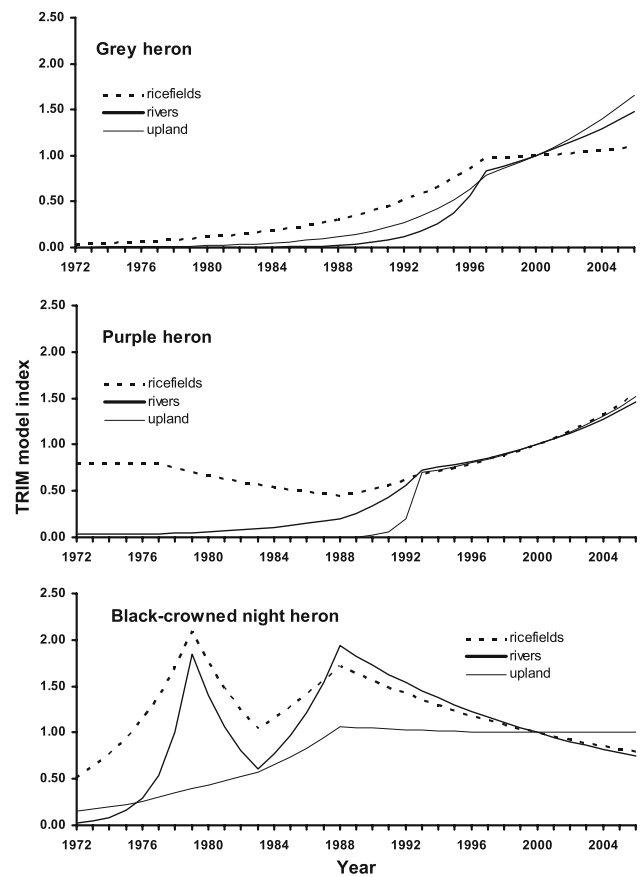 2.50
Grey heron
2.00
ricefields
1.50
rivers
upland
1.00
0.50
0.00
1972 1976 1980 1984 1988 1992 1996 2000 2004
2.50
Purple heron
2.00
ricefields
1.50
rivers
upland
1.00
0.50
0.00
1972 1976 1980 1984 1988 1992 1996 2000 2004
TRIM model index
2.50
Black-crowned night heron
ricefields
2.00
rivers
upland
1.50
1.00
0.50
0.00
1972 1976 1980 1984 1988 1992 1996 2000 2004
Year